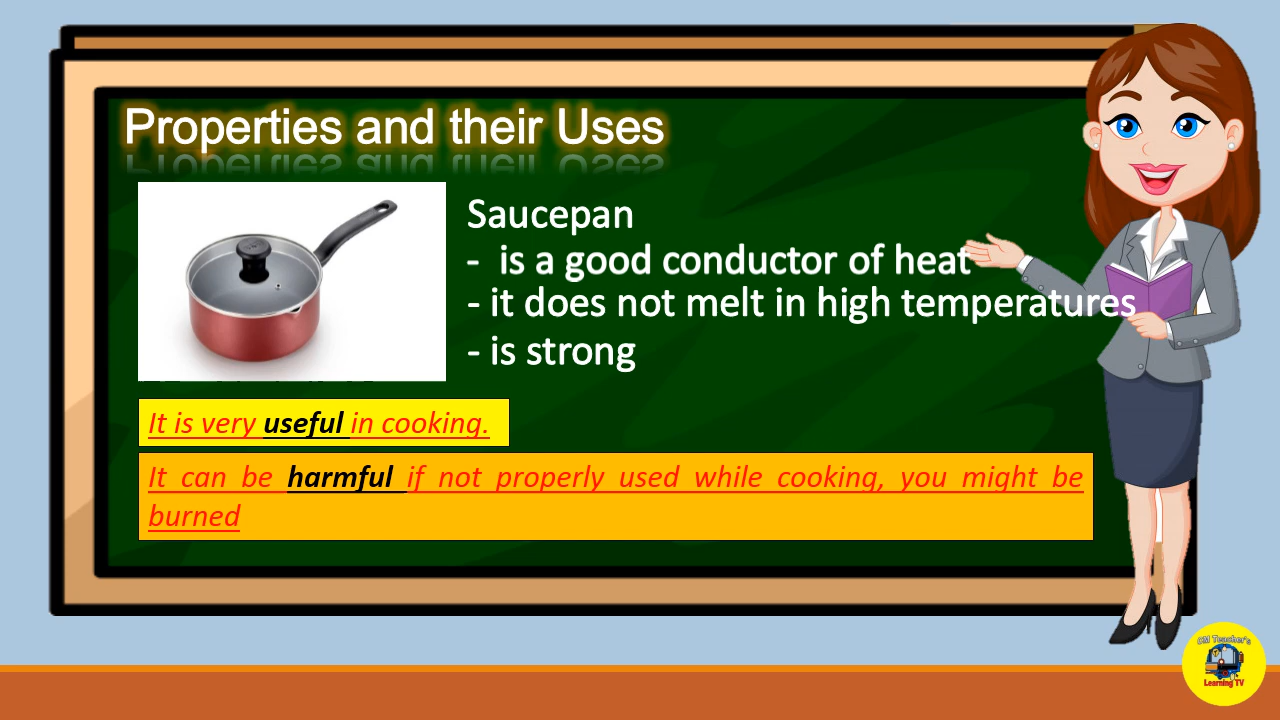 Properties and their Uses
Saucepan
- is a good conductor of heat
- it does not melt in high temperatures
- is strong
It is very useful in cooking.
It can be harmful if not properly used while cooking, you might be
burned
DM Teacher's
Learning TV